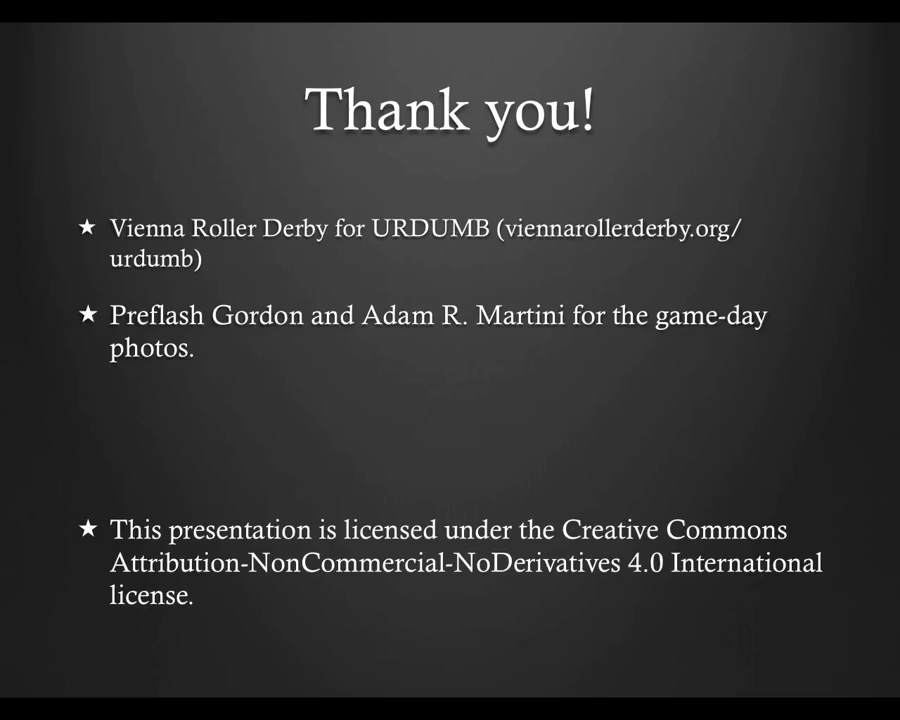 Thank you!
★ Vienna Roller Derby for URDUMB (viennarollerderby.org/
urdumb)
★ Preflash Gordon and Adam R. Martini for the game-day
photos.
★ This presentation is licensed under the Creative Commons
Attribution-NonCommercial-NoDerivatives 4.0 International
license.